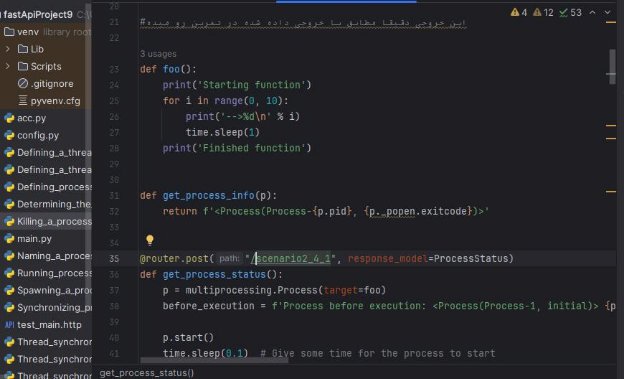 fastApiProject9
venv library root
Lib
Scripts
.gitignore
pyvenv.cfg
acc.py
config.py
Defining_a_threa
Defining_a_threa
Defining_process
Determining_the
Killing_a_process
main.py
Naming_a_proce
Running_process
Spawning_a_proc
Synchronizing_pr
test_main.http
Thread_synchron
Thread_synchron
Thread_synchron
20
21 #این خروجی دقیقا مطابق با خروجی داده شده در تمرین رو میده
22
4 12 53
3 usages
23 def foo():
24 print('Starting function')
25 for i in range(0, 10):
26 print('-->%d\n' % i)
27 time.sleep(1)
28 print('Finished function')
29
30
31 def get_process_info(p):
32 return f'<Process(Process-{p.pid}, {p._popen.exitcode})>'
33
34
35 @router.post( path: "/scenario2_4_1", response_model=ProcessStatus)
36 def get_process_status():
37 p = multiprocessing.Process(target=foo)
38 before_execution = f'Process before execution: <Process(Process-1, initial)> {p
39
40 p.start()
41 time.sleep(0.1) # Give some time for the process to start
get_process_status()